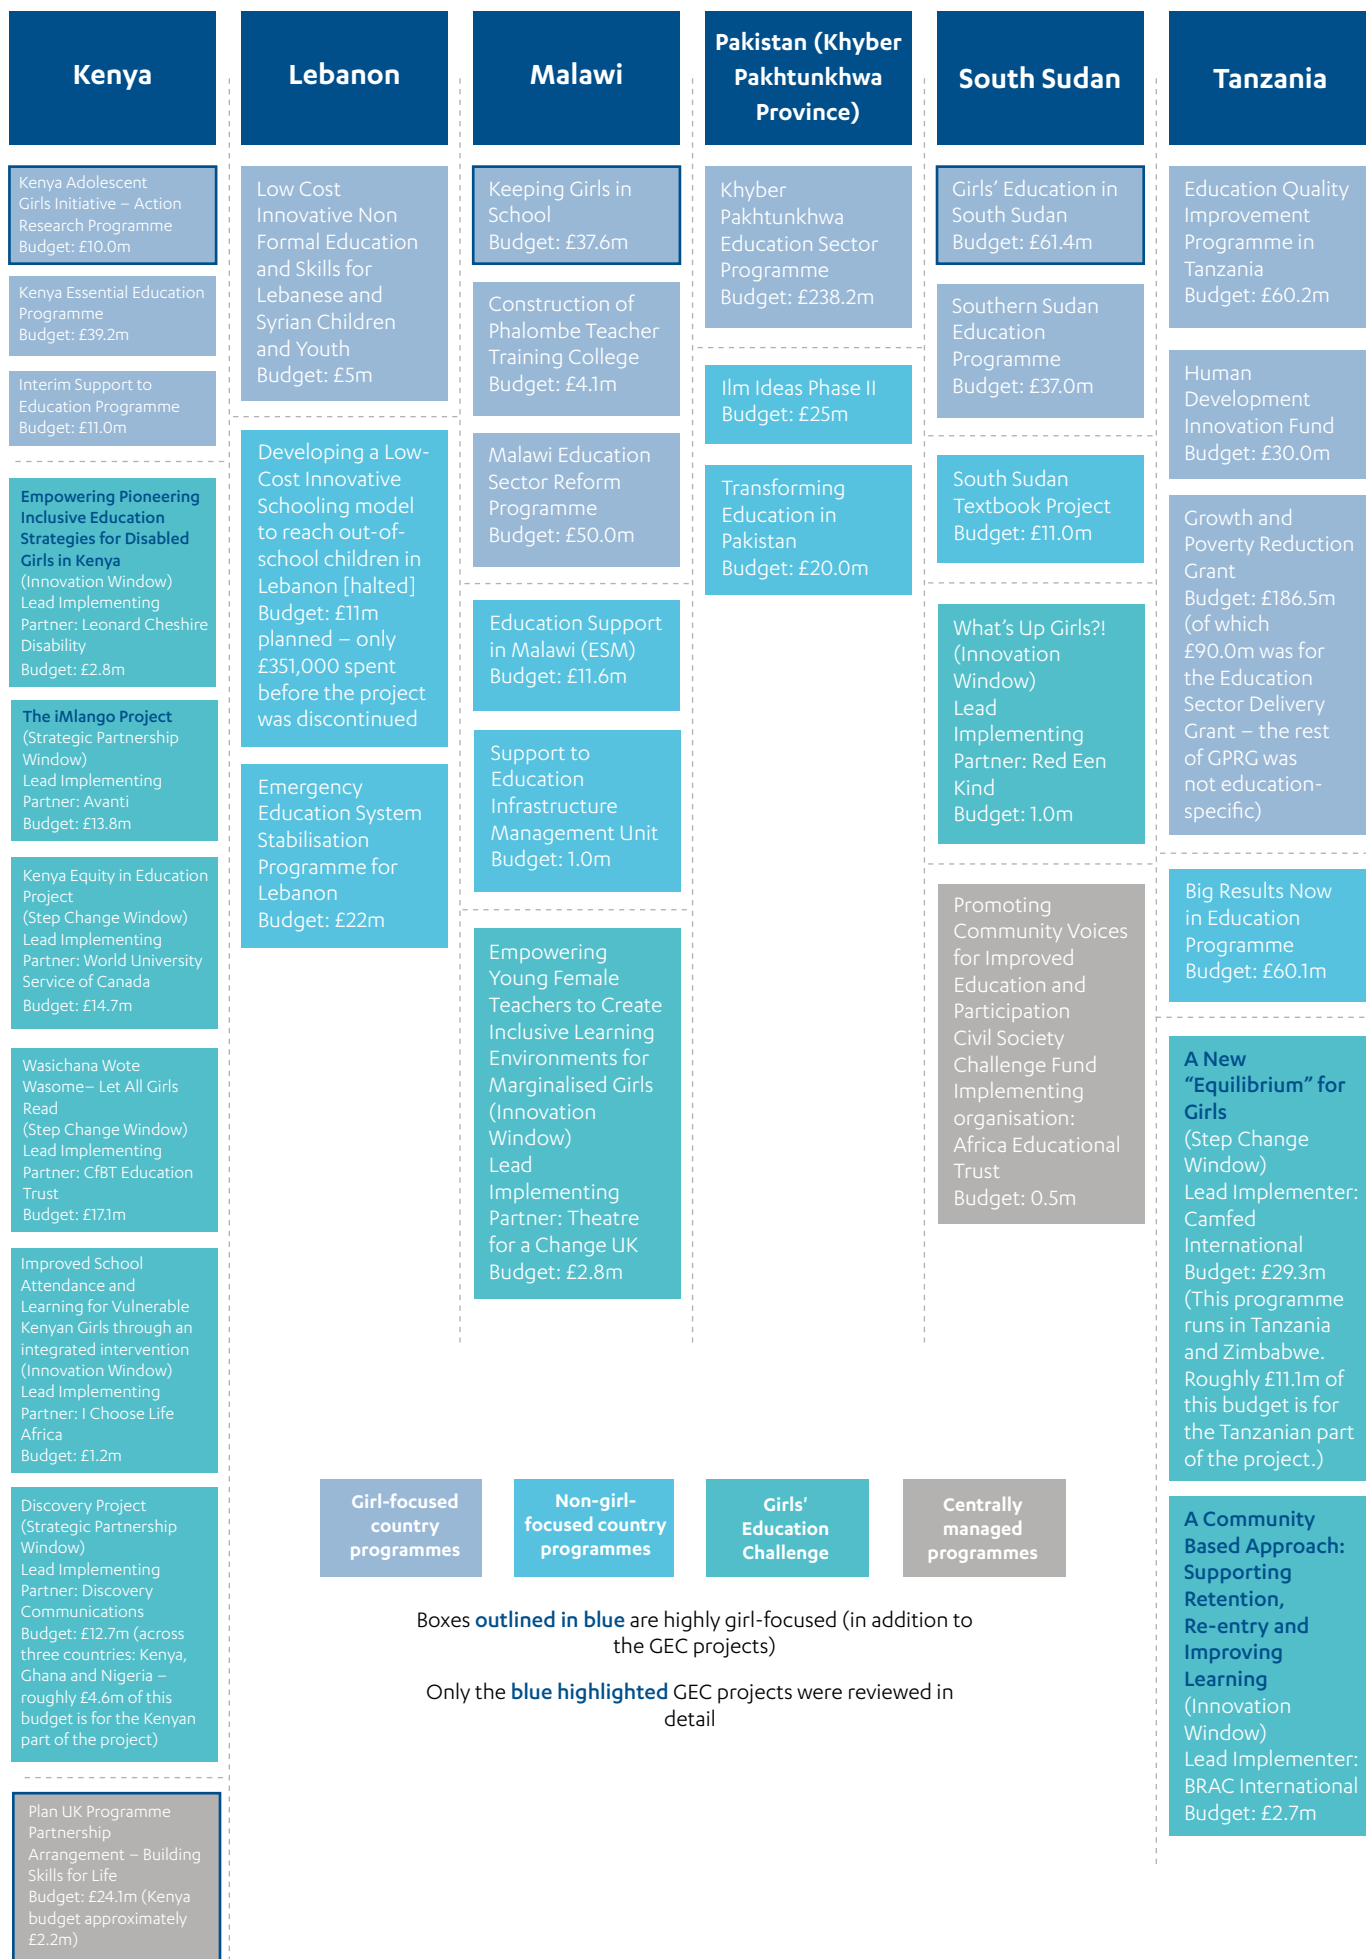 Kenya
Kenya Adolescent
Girls Initiative – Action
Research Programme
Budget: £10.0m
Kenya Essential Education
Programme
Budget: £39.2m
Interim Support to
Education Programme
Budget: £11.0m
Empowering Pioneering
Inclusive Education
Strategies for Disabled
Girls in Kenya
(Innovation Window)
Lead Implementing
Partner: Leonard Cheshire
Disability
Budget: £2.8m
The iMlango Project
(Strategic Partnership
Window)
Lead Implementing
Partner: Avanti
Budget: £13.8m
Kenya Equity in Education
Project
(Step Change Window)
Lead Implementing
Partner: World University
Service of Canada
Budget: £14.7m
Wasichana Wote
Wasome– Let All Girls
Read
(Step Change Window)
Lead Implementing
Partner: CfBT Education
Trust
Budget: £17.1m
Improved School
Attendance and
Learning for Vulnerable
Kenyan Girls through an
integrated intervention
(Innovation Window)
Lead Implementing
Partner: I Choose Life
Africa
Budget: £1.2m
Discovery Project
(Strategic Partnership
Window)
Lead Implementing
Partner: Discovery
Communications
Budget: £12.7m (across
three countries: Kenya,
Ghana and Nigeria –
roughly £4.6m of this
budget is for the Kenyan
part of the project)
Plan UK Programme
Partnership
Arrangement – Building
Skills for Life
Budget: £24.1m (Kenya
budget approximately
£2.2m)
Lebanon
Low Cost
Innovative Non
Formal Education
and Skills for
Lebanese and
Syrian Children
and Youth
Budget: £5m
Developing a Low-
Cost Innovative
Schooling model
to reach out-of-
school children in
Lebanon [halted]
Budget: £11m
planned – only
£351,000 spent
before the project
was discontinued
Emergency
Education System
Stabilisation
Programme for
Lebanon
Budget: £22m
Malawi
Keeping Girls in
School
Budget: £37.6m
Construction of
Phalombe Teacher
Training College
Budget: £4.1m
Malawi Education
Sector Reform
Programme
Budget: £50.0m
Education Support
in Malawi (ESM)
Budget: £11.6m
Support to
Education
Infrastructure
Management Unit
Budget: 1.0m
Empowering
Young Female
Teachers to Create
Inclusive Learning
Environments for
Marginalised Girls
(Innovation
Window)
Lead
Implementing
Partner: Theatre
for a Change UK
Budget: £2.8m
Pakistan (Khyber
Pakhtunkhwa
Province)
Khyber
Pakhtunkhwa
Education Sector
Programme
Budget: £238.2m
Ilm Ideas Phase II
Budget: £25m
Transforming
Education in
Pakistan
Budget: £20.0m
South Sudan
Girls’ Education in
South Sudan
Budget: £61.4m
Southern Sudan
Education
Programme
Budget: £37.0m
South Sudan
Textbook Project
Budget: £11.0m
What’s Up Girls?!
(Innovation
Window)
Lead
Implementing
Partner: Red Een
Kind
Budget: 1.0m
Promoting
Community Voices
for Improved
Education and
Participation
Civil Society
Challenge Fund
Implementing
organisation:
Africa Educational
Trust
Budget: 0.5m
Tanzania
Education Quality
Improvement
Programme in
Tanzania
Budget: £60.2m
Human
Development
Innovation Fund
Budget: £30.0m
Growth and
Poverty Reduction
Grant
Budget: £186.5m
(of which
£90.0m was for
the Education
Sector Delivery
Grant – the rest
of GPRG was
not education-
specific)
Big Results Now
in Education
Programme
Budget: £60.1m
A New
“Equilibrium” for
Girls
(Step Change
Window)
Lead Implementer:
Camfed
International
Budget: £29.3m
(This programme
runs in Tanzania
and Zimbabwe.
Roughly £11.1m of
this budget is for
the Tanzanian part
of the project.)
A Community
Based Approach:
Supporting
Retention,
Re-entry and
Improving
Learning
(Innovation
Window)
Lead Implementer:
BRAC International
Budget: £2.7m
Girl-focused
country
programmes
Non-girl-
focused country
programmes
Girls’
Education
Challenge
Centrally
managed
programmes
Boxes outlined in blue are highly girl-focused (in addition to
the GEC projects)
Only the blue highlighted GEC projects were reviewed in
detail